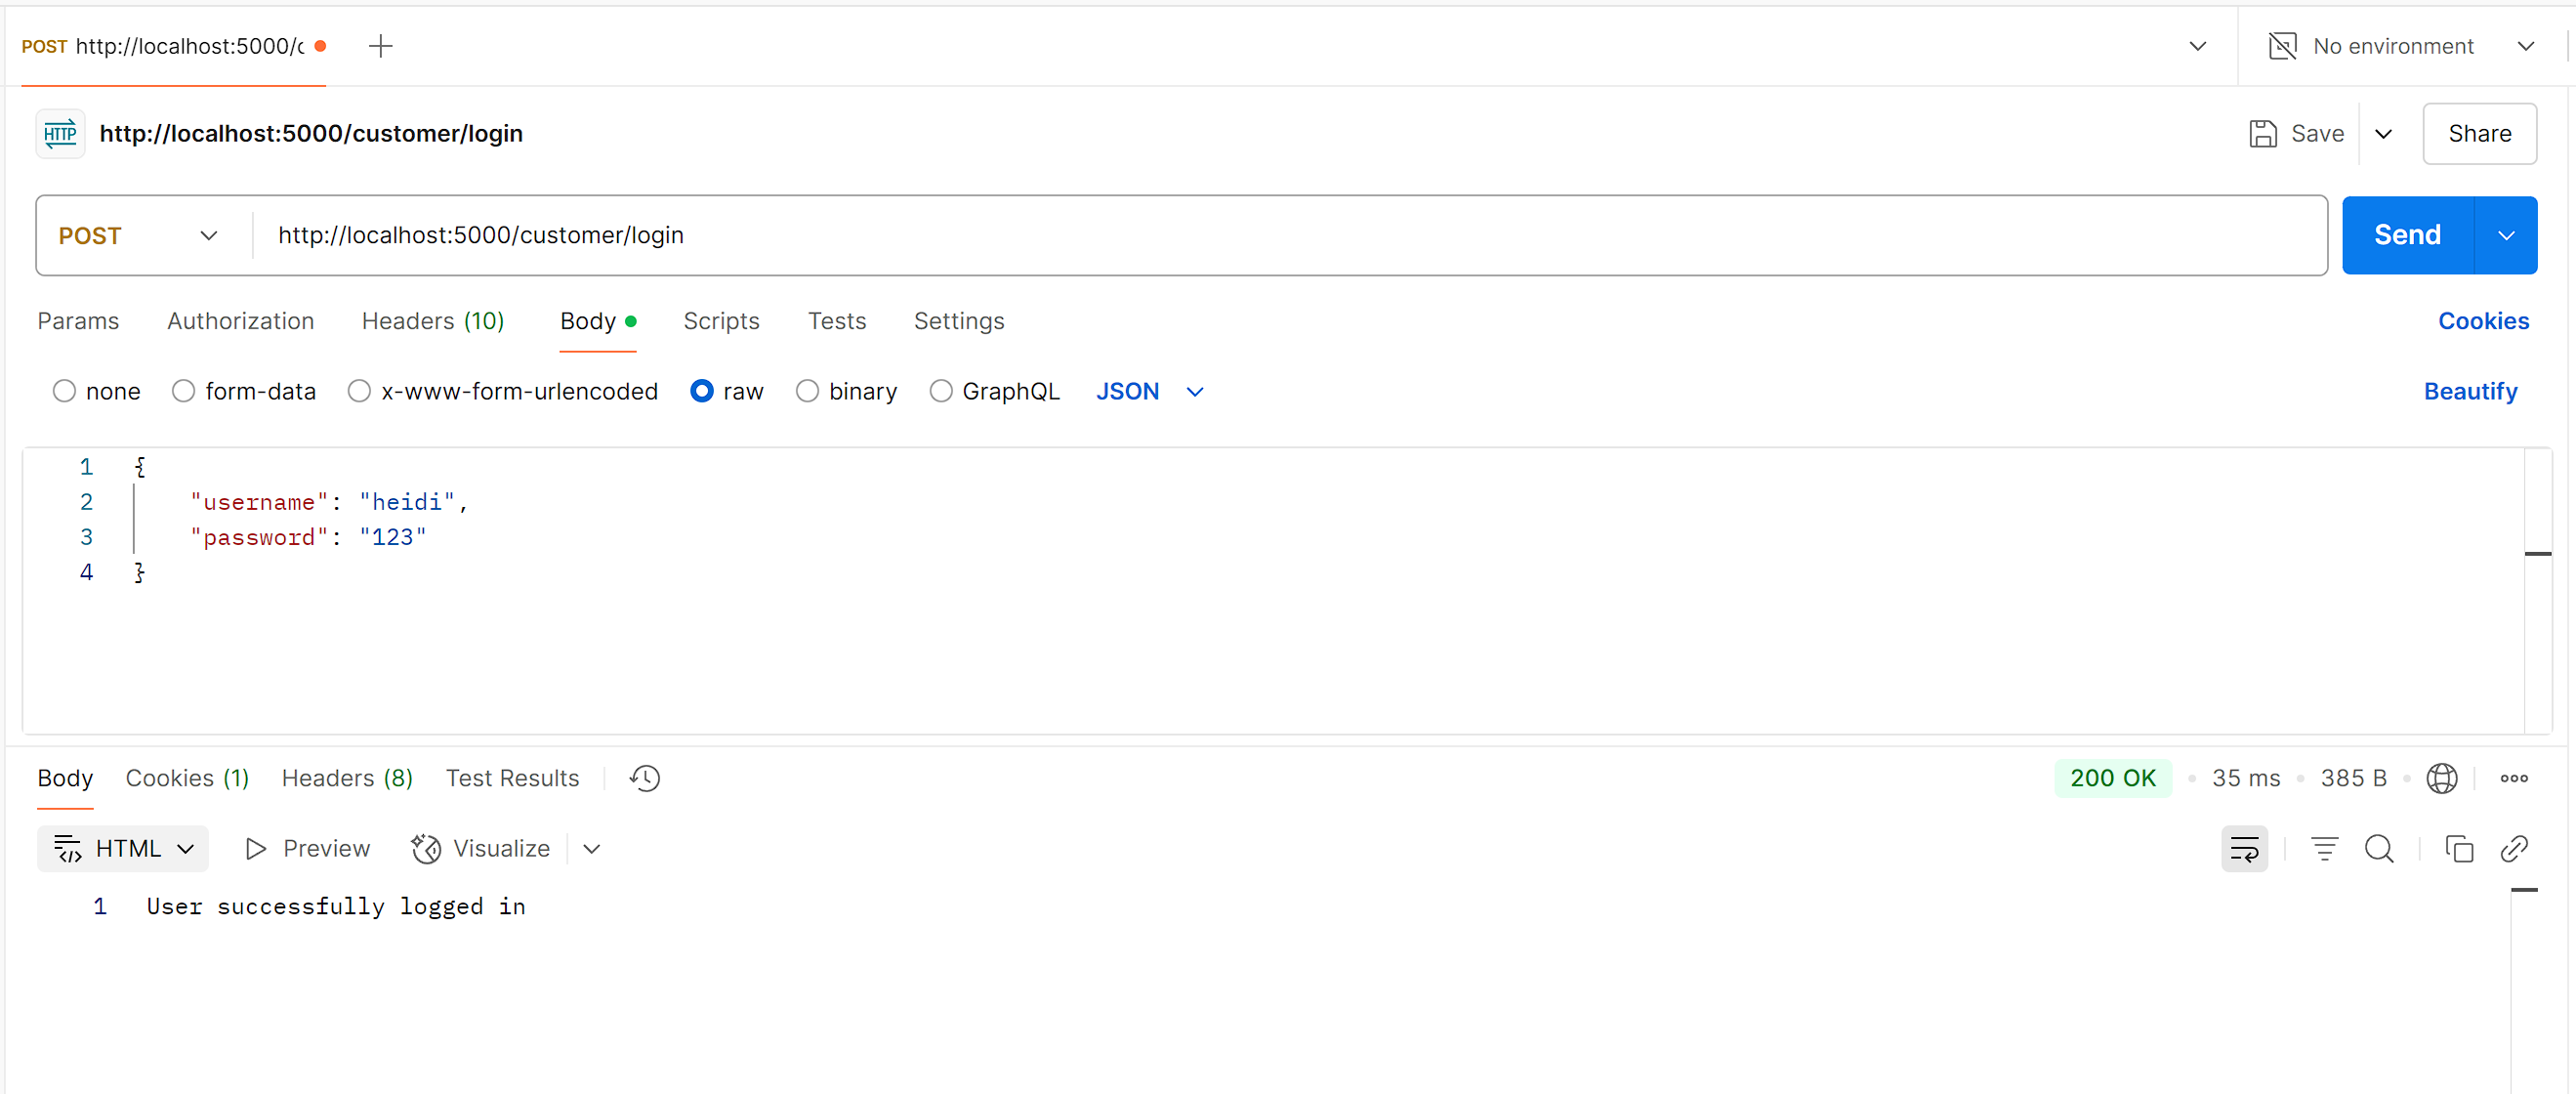 POST http://localhost:5000/c
No environment
HTTP http://localhost:5000/customer/login
Save
Share
POST http://localhost:5000/customer/login
Send
Params Authorization Headers (10) Body Scripts Tests Settings Cookies
none form-data x-www-form-urlencoded raw binary GraphQL JSON Beautify
1 {
2 "username": "heidi",
3 "password": "123"
4 }
Body Cookies (1) Headers (8) Test Results 200 OK 35 ms 385 B
HTML Preview Visualize
1 User successfully logged in